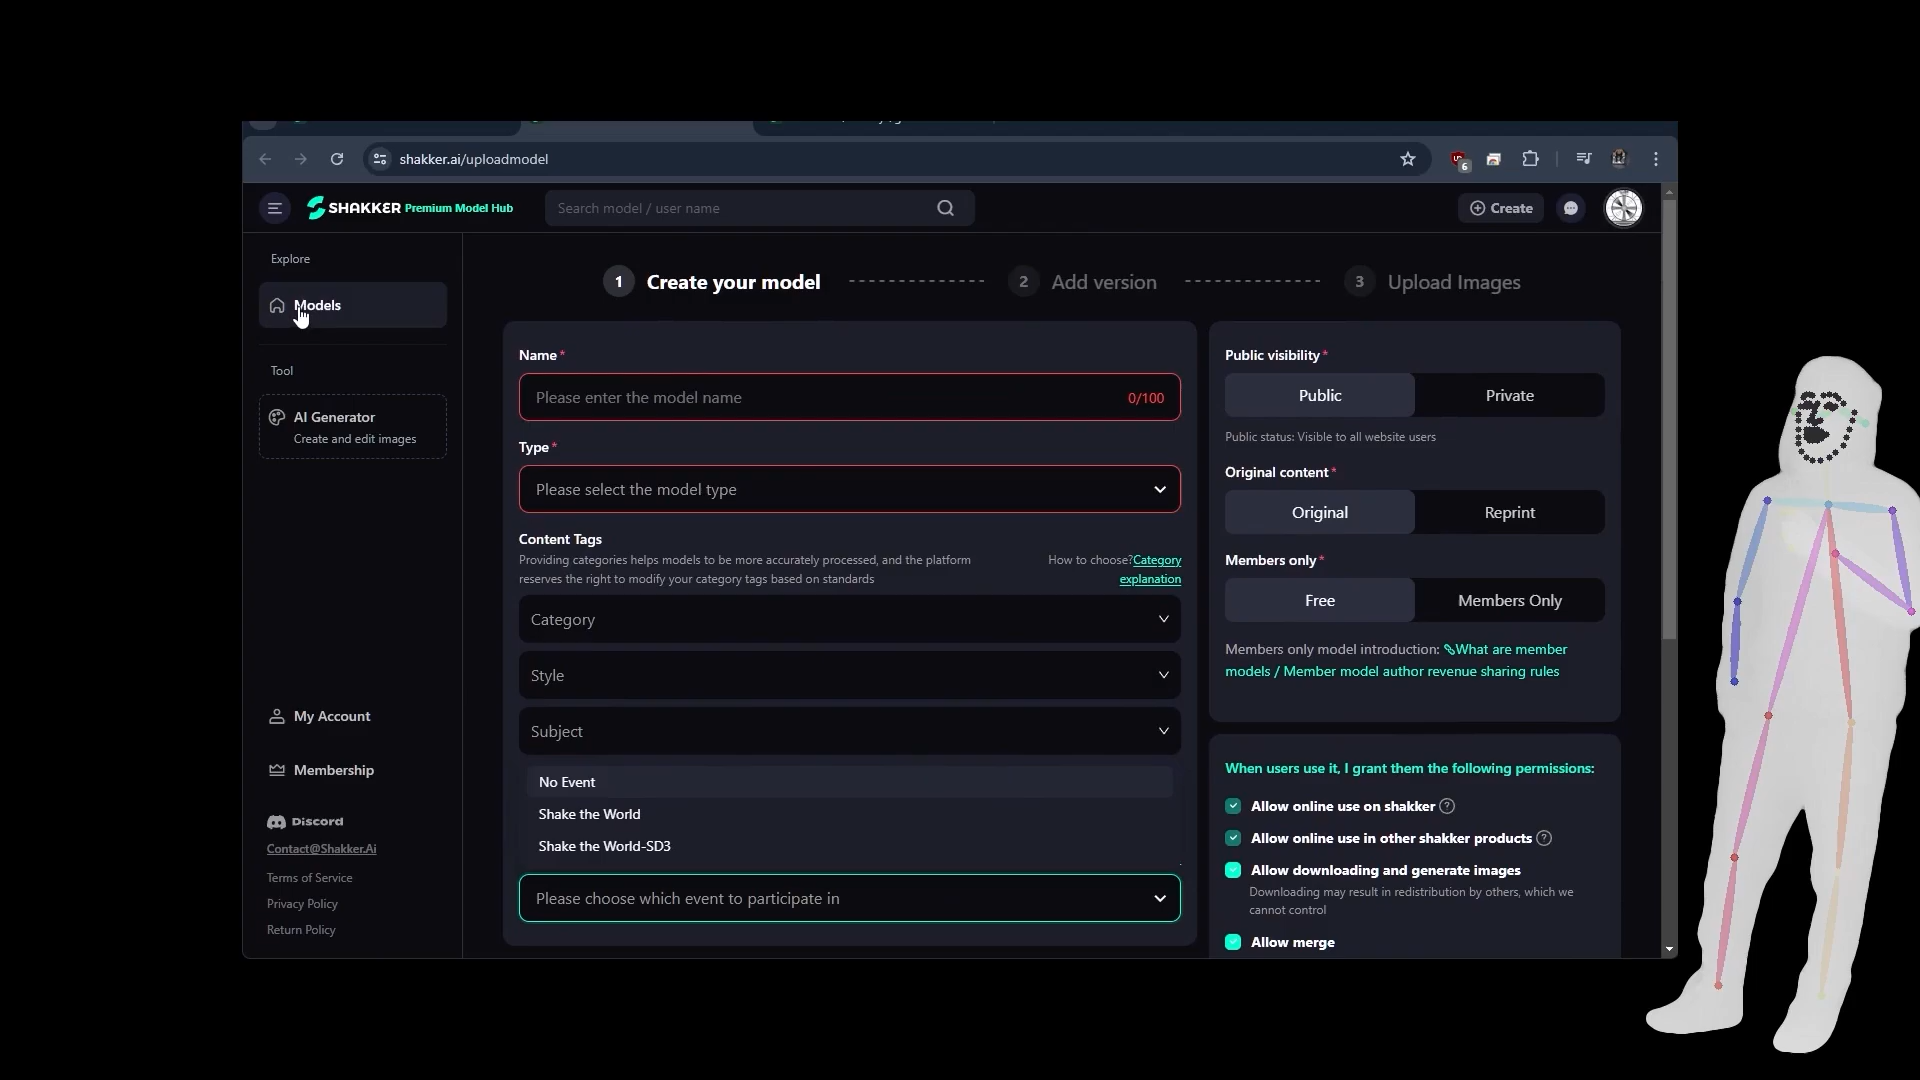 shakker.ai/uploadmodel
6
SHAKKER Premium Model Hub
Search model / user name
Create
Explore
Models
Tool
AI Generator
Create and edit images
My Account
Membership
Discord
Contact@Shakker.Ai
Terms of Service
Privacy Policy
Return Policy
1 Create your model
2 Add version
3 Upload Images
Name*
Please enter the model name
0/100
Type*
Please select the model type
Content Tags
Providing categories helps models to be more accurately processed, and the platform
reserves the right to modify your category tags based on standards
How to choose?Category
explanation
Category
Style
Subject
No Event
Shake the World
Shake the World-SD3
Please choose which event to participate in
Public visibility*
Public
Private
Public status: Visible to all website users
Original content*
Original
Reprint
Members only*
Free
Members Only
Members only model introduction: What are member
models / Member model author revenue sharing rules
When users use it, I grant them the following permissions:
Allow online use on shakker
Allow online use in other shakker products
Allow downloading and generate images
Downloading may result in redistribution by others, which we
cannot control
Allow merge